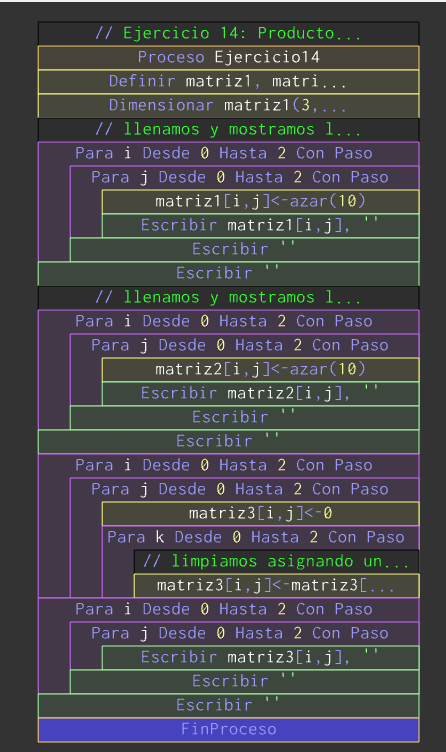 // Ejercicio 14: Producto...
Proceso Ejercicio14
Definir matriz1, matri...
Dimensionar matriz1(3,...
// llenamos y mostramos l...
Para i Desde 0 Hasta 2 Con Paso
Para j Desde 0 Hasta 2 Con Paso
matriz1[i,j]<-azar(10)
Escribir matriz1[i,j], ''
Escribir ''
Escribir ''
// llenamos y mostramos l...
Para i Desde 0 Hasta 2 Con Paso
Para j Desde 0 Hasta 2 Con Paso
matriz2[i,j]<-azar(10)
Escribir matriz2[i,j], ''
Escribir ''
Escribir ''
Para i Desde 0 Hasta 2 Con Paso
Para j Desde 0 Hasta 2 Con Paso
matriz3[i,j]<-0
Para k Desde 0 Hasta 2 Con Paso
// limpiamos asignando un...
matriz3[i,j]<-matriz3[...
Para i Desde 0 Hasta 2 Con Paso
Para j Desde 0 Hasta 2 Con Paso
Escribir matriz3[i,j], ''
Escribir ''
Escribir ''
FinProceso